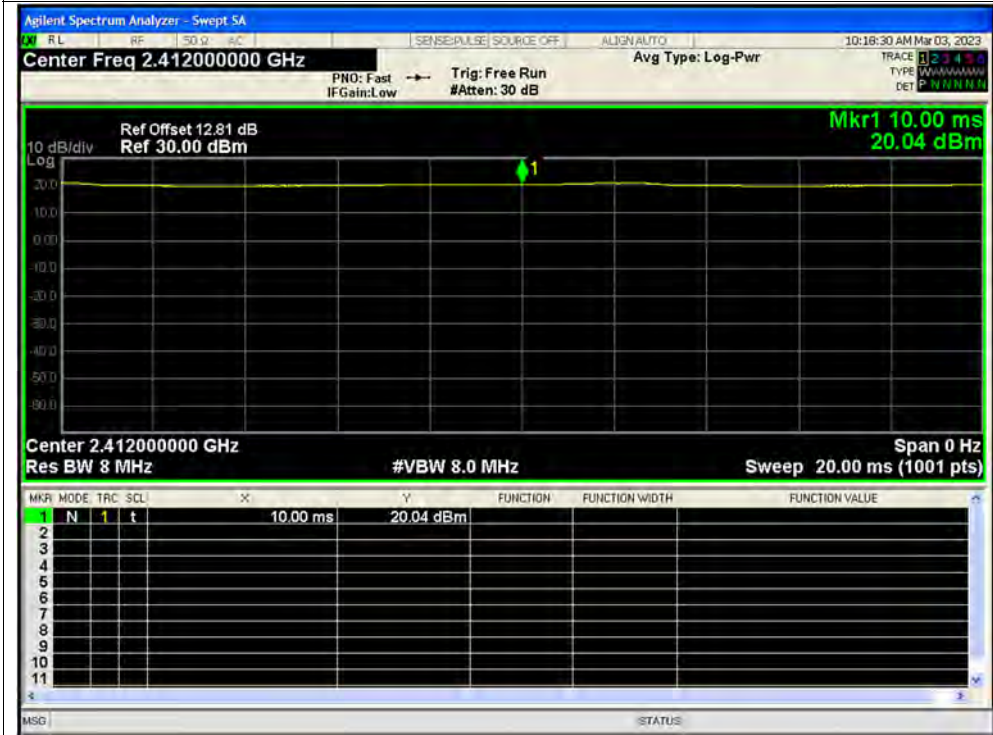 Agilent Spectrum Analyzer - Swept SA
RL RF 50 Ω AC SENSE:PULSE SOURCE OFF ALIGN AUTO 10:16:30 AM Mar 03, 2023
Center Freq 2.412000000 GHz Avg Type: Log-Pwr TRACE 1 2 3 4 5 6
PNO: Fast Trig: Free Run TYPE WWWWWW
IFGain:Low #Atten: 30 dB DET P N N N N N
Mkr1 10.00 ms
Ref Offset 12.81 dB
10 dB/div Ref 30.00 dBm 20.04 dBm
Log
1
20.0
10.0
0.00
-10.0
-20.0
-30.0
-40.0
-50.0
-60.0
Center 2.412000000 GHz Span 0 Hz
Res BW 8 MHz #VBW 8.0 MHz Sweep 20.00 ms (1001 pts)
MKR MODE TRC SCL X Y FUNCTION FUNCTION WIDTH FUNCTION VALUE
1 N 1 t 10.00 ms 20.04 dBm
2
3
4
5
6
7
8
9
10
11
MSG STATUS